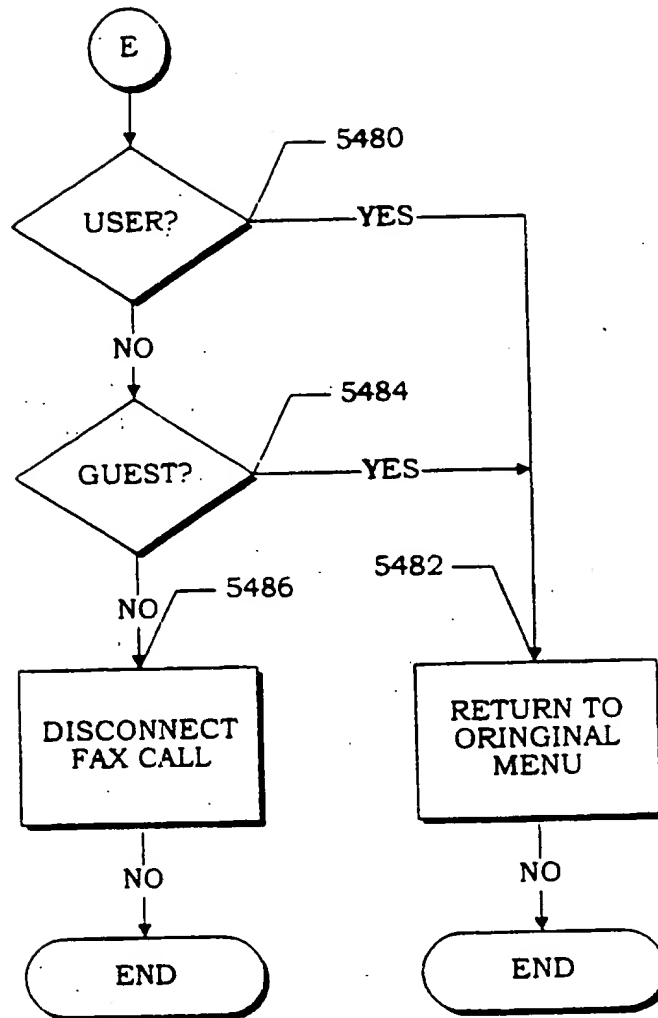 E
5480
USER?
YES
NO
5484
GUEST?
YES
NO
5486
5482
DISCONNECT
FAX CALL
RETURN TO
ORINGINAL
MENU
NO
NO
END
END